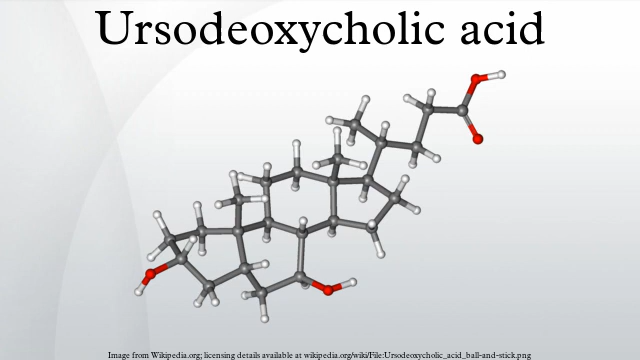 Ursodeoxycholic acid
Image from Wikipedia.org; licensing details available at wikipedia.org/wiki/File:Ursodeoxycholic_acid_ball-and-stick.png